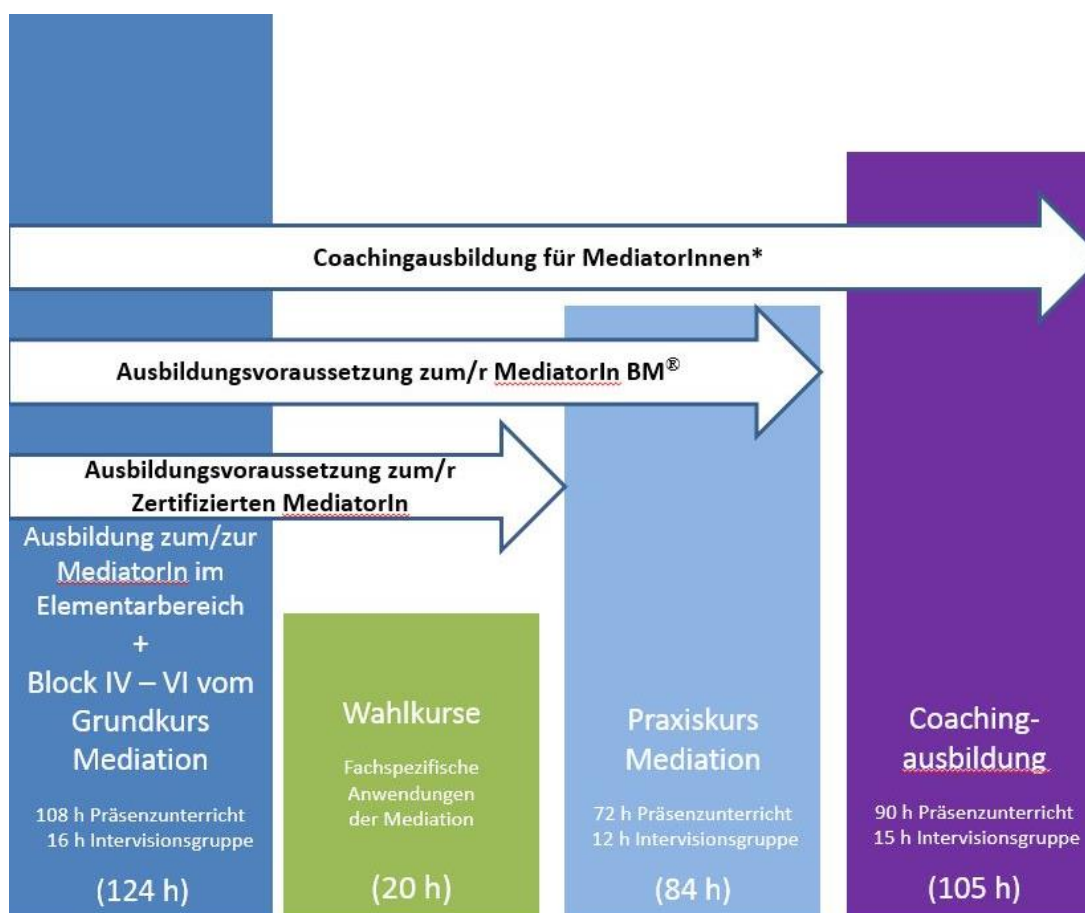 Coachingausbildung für MediatorInnen*
Ausbildungsvoraussetzung zum/r MediatorIn BM®
Ausbildungsvoraussetzung zum/r
Zertifizierten MediatorIn
Ausbildung zum/zur
MediatorIn im
Elementarbereich
+
Block IV – VI vom
Grundkurs
Mediation
108 h Präsenzunterricht
16 h Intervisionsgruppe
(124 h)
Wahlkurse
Fachspezifische
Anwendungen
der Mediation
(20 h)
Praxiskurs
Mediation
72 h Präsenzunterricht
12 h Intervisionsgruppe
(84 h)
Coaching-
ausbildung
90 h Präsenzunterricht
15 h Intervisionsgruppe
(105 h)